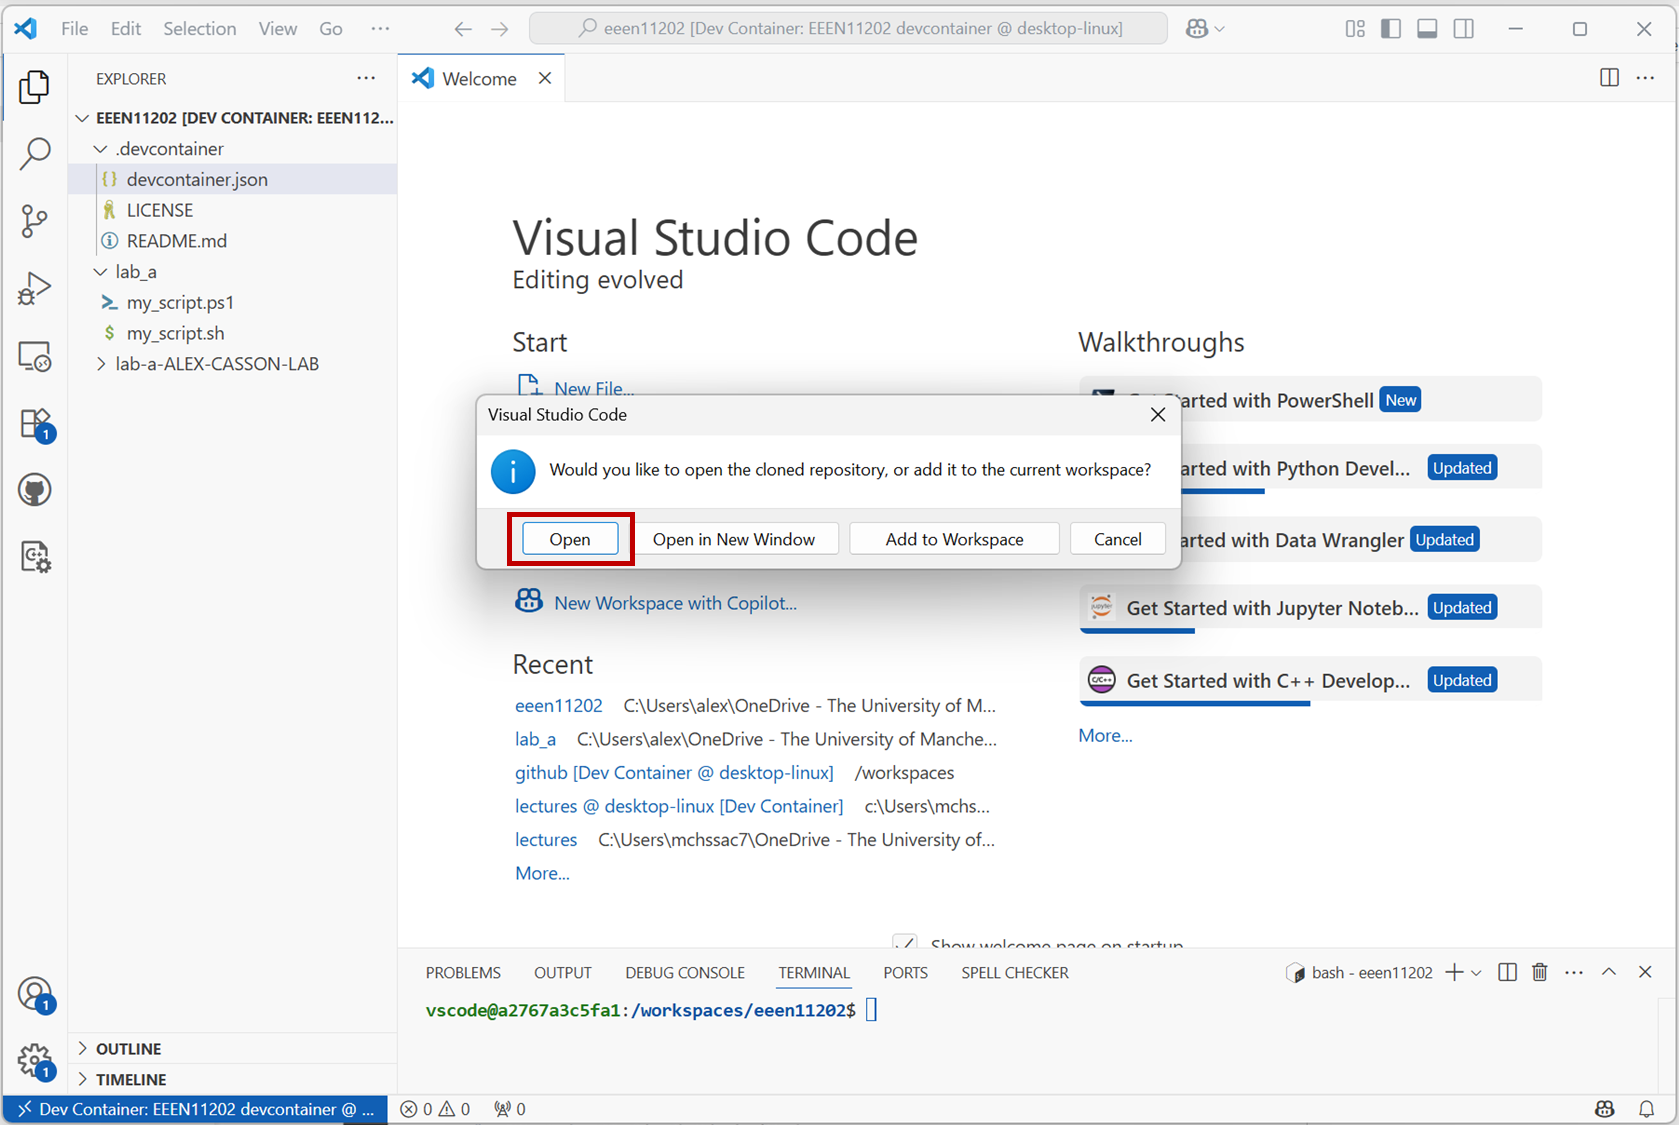 File Edit Selection View Go ···
eeen11202 [Dev Container: EEEN11202 devcontainer @ desktop-linux]
EXPLORER
Welcome
EEEN11202 [DEV CONTAINER: EEEN112...
.devcontainer
{} devcontainer.json
LICENSE
README.md
lab_a
my_script.ps1
$ my_script.sh
lab-a-ALEX-CASSON-LAB
1
1
1
OUTLINE
TIMELINE
Visual Studio Code
Editing evolved
Start
New File...
New Workspace with Copilot...
Recent
eeen11202 C:\Users\alex\OneDrive - The University of M...
lab_a C:\Users\alex\OneDrive - The University of Manche...
github [Dev Container @ desktop-linux] /workspaces
lectures @ desktop-linux [Dev Container] c:\Users\mchs...
lectures C:\Users\mchssac7\OneDrive - The University of...
More...
Walkthroughs
Started with PowerShell New
arted with Python Devel... Updated
arted with Data Wrangler Updated
jupyter Get Started with Jupyter Noteb... Updated
C/C++ Get Started with C++ Develop... Updated
More...
Show welcome page on startup
Visual Studio Code
Would you like to open the cloned repository, or add it to the current workspace?
Open Open in New Window Add to Workspace Cancel
PROBLEMS OUTPUT DEBUG CONSOLE TERMINAL PORTS SPELL CHECKER
bash - eeen11202
vscode@a2767a3c5fa1:/workspaces/eeen11202$
Dev Container: EEEN11202 devcontainer @ ... 0 0 0